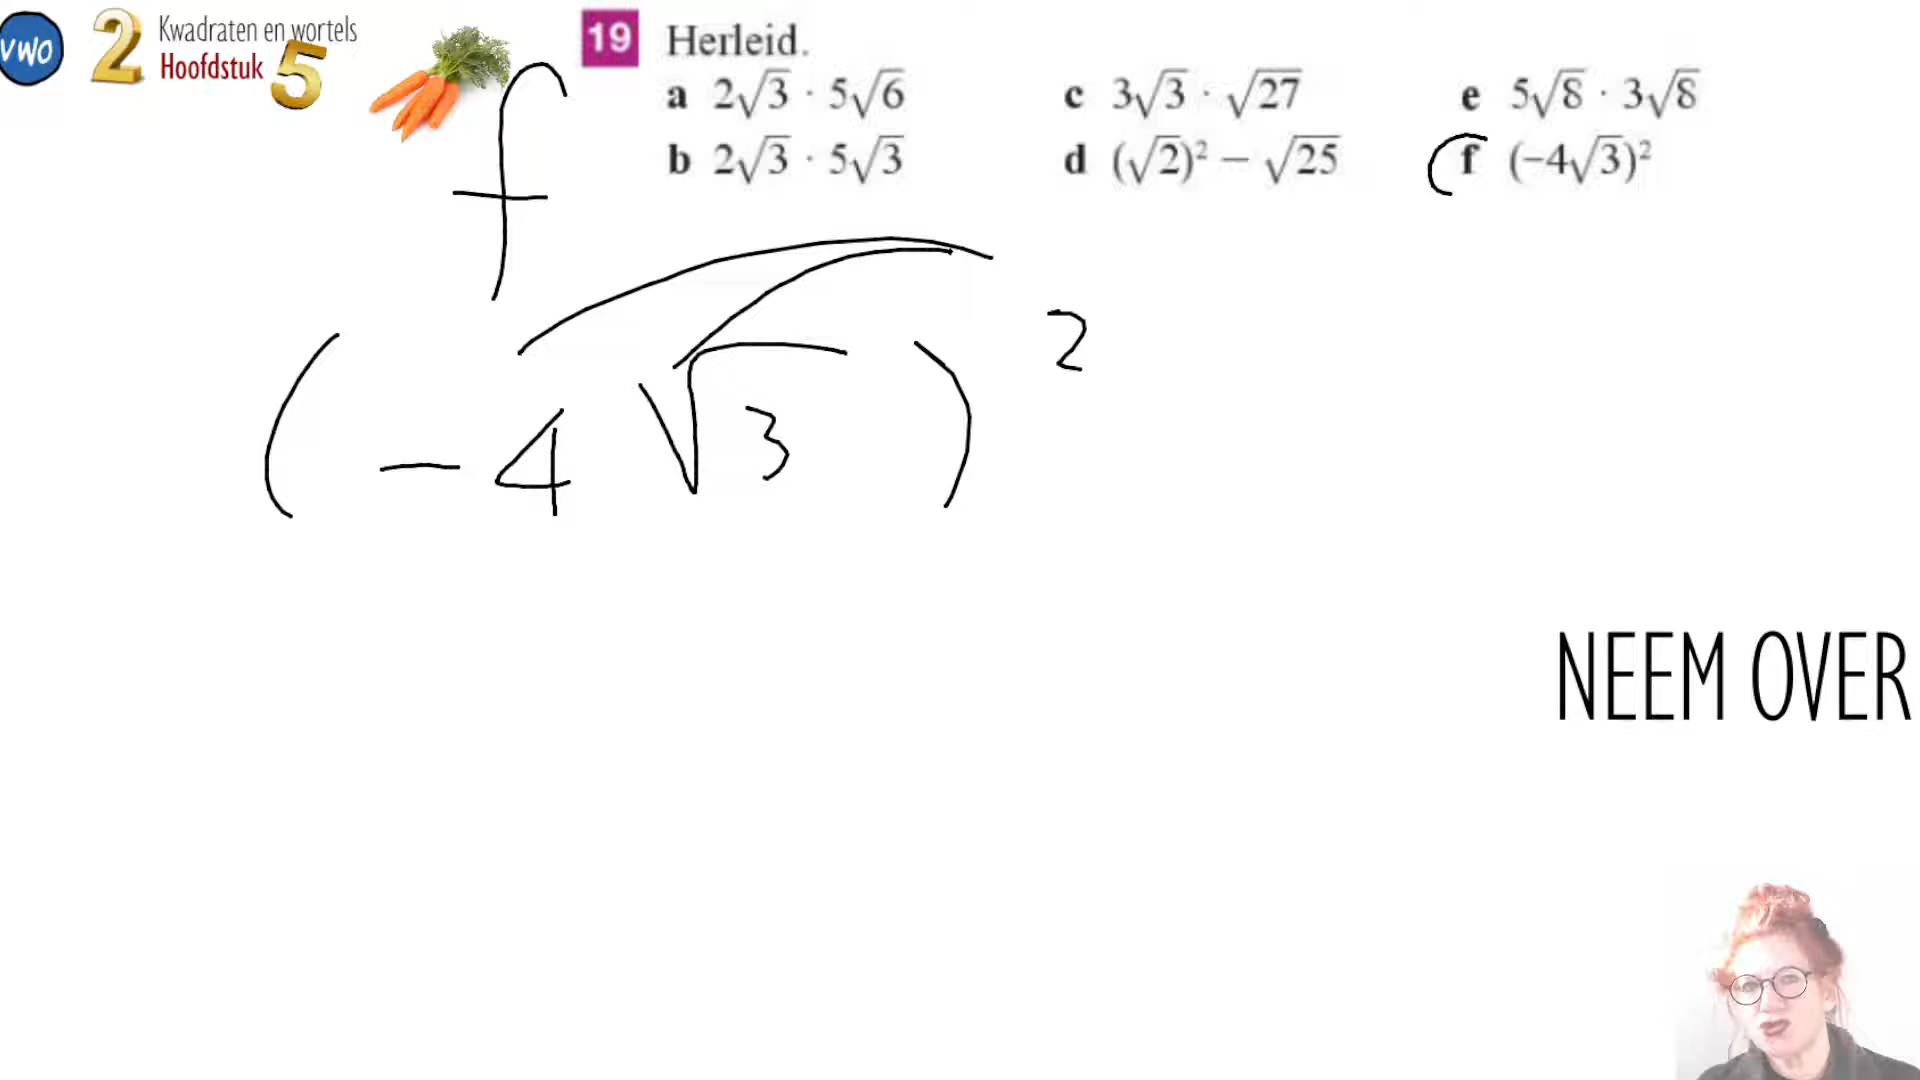 vwo
2
Kwadraten en wortels
Hoofdstuk 5
19 Herleid.
a 2√3 · 5√6
b 2√3 · 5√3
c 3√3 · √27
d (√2)² − √25
e 5√8 · 3√8
f (−4√3)²
f
(−4√3)²
NEEM OVER